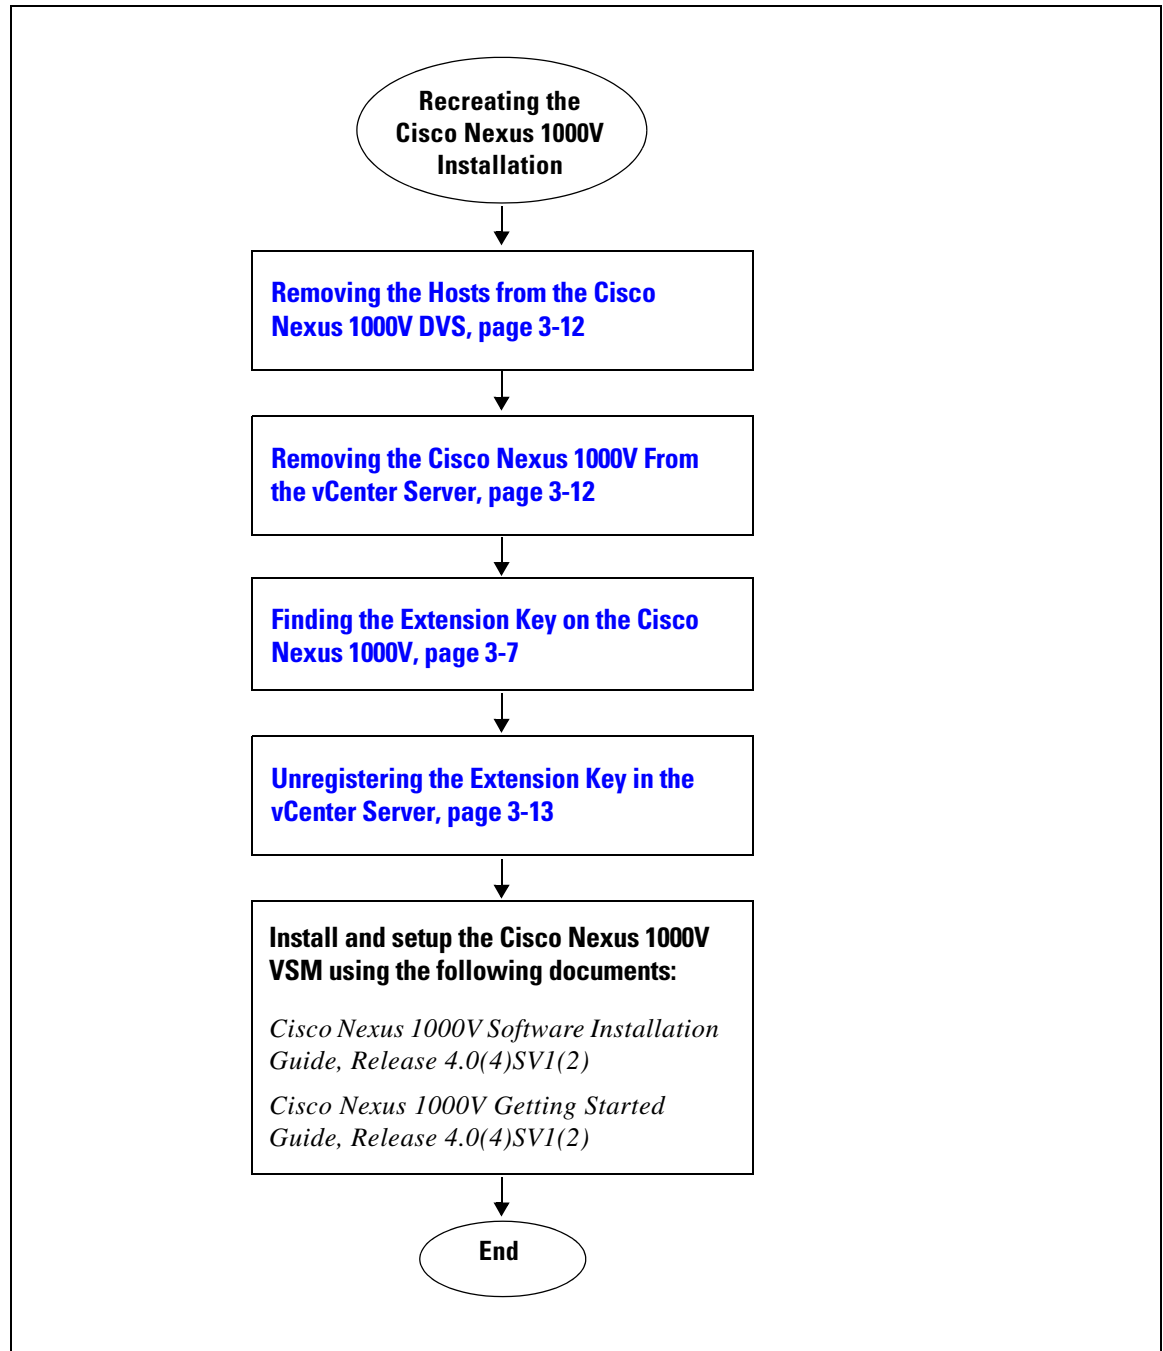 Recreating the
Cisco Nexus 1000V
Installation
Removing the Hosts from the Cisco
Nexus 1000V DVS, page 3-12
Removing the Cisco Nexus 1000V From
the vCenter Server, page 3-12
Finding the Extension Key on the Cisco
Nexus 1000V, page 3-7
Unregistering the Extension Key in the
vCenter Server, page 3-13
Install and setup the Cisco Nexus 1000V
VSM using the following documents:
Cisco Nexus 1000V Software Installation
Guide, Release 4.0(4)SV1(2)
Cisco Nexus 1000V Getting Started
Guide, Release 4.0(4)SV1(2)
End